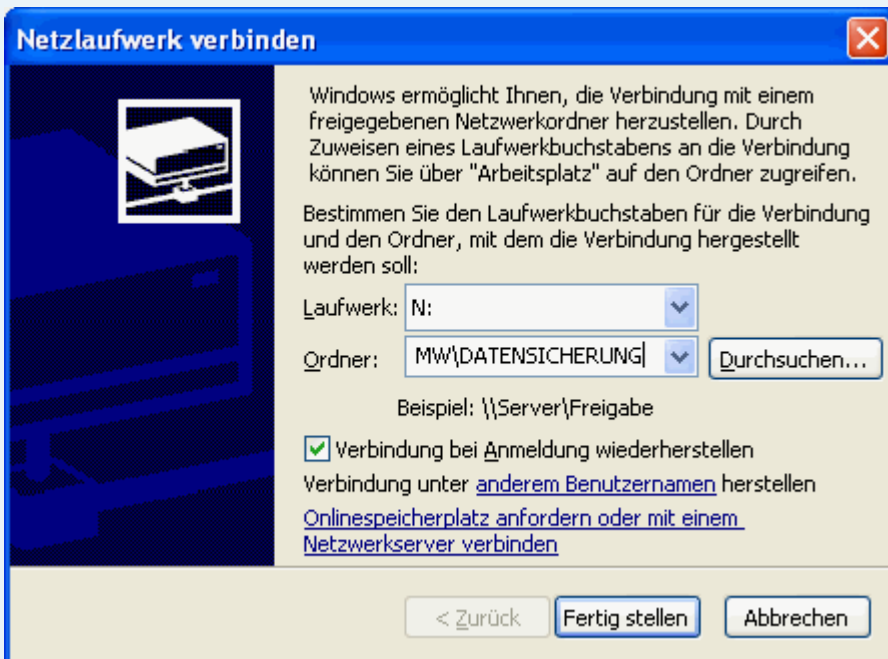 Netzlaufwerk verbinden
Windows ermöglicht Ihnen, die Verbindung mit einem
freigegebenen Netzwerkordner herzustellen. Durch
Zuweisen eines Laufwerkbuchstabens an die Verbindung
können Sie über "Arbeitsplatz" auf den Ordner zugreifen.
Bestimmen Sie den Laufwerkbuchstaben für die Verbindung
und den Ordner, mit dem die Verbindung hergestellt
werden soll:
Laufwerk: N:
Ordner: MW\DATENSICHERUNG Durchsuchen...
Beispiel: \\Server\Freigabe
Verbindung bei Anmeldung wiederherstellen
Verbindung unter anderem Benutzernamen herstellen
Onlinespeicherplatz anfordern oder mit einem
Netzwerkserver verbinden
< Zurück Fertig stellen Abbrechen